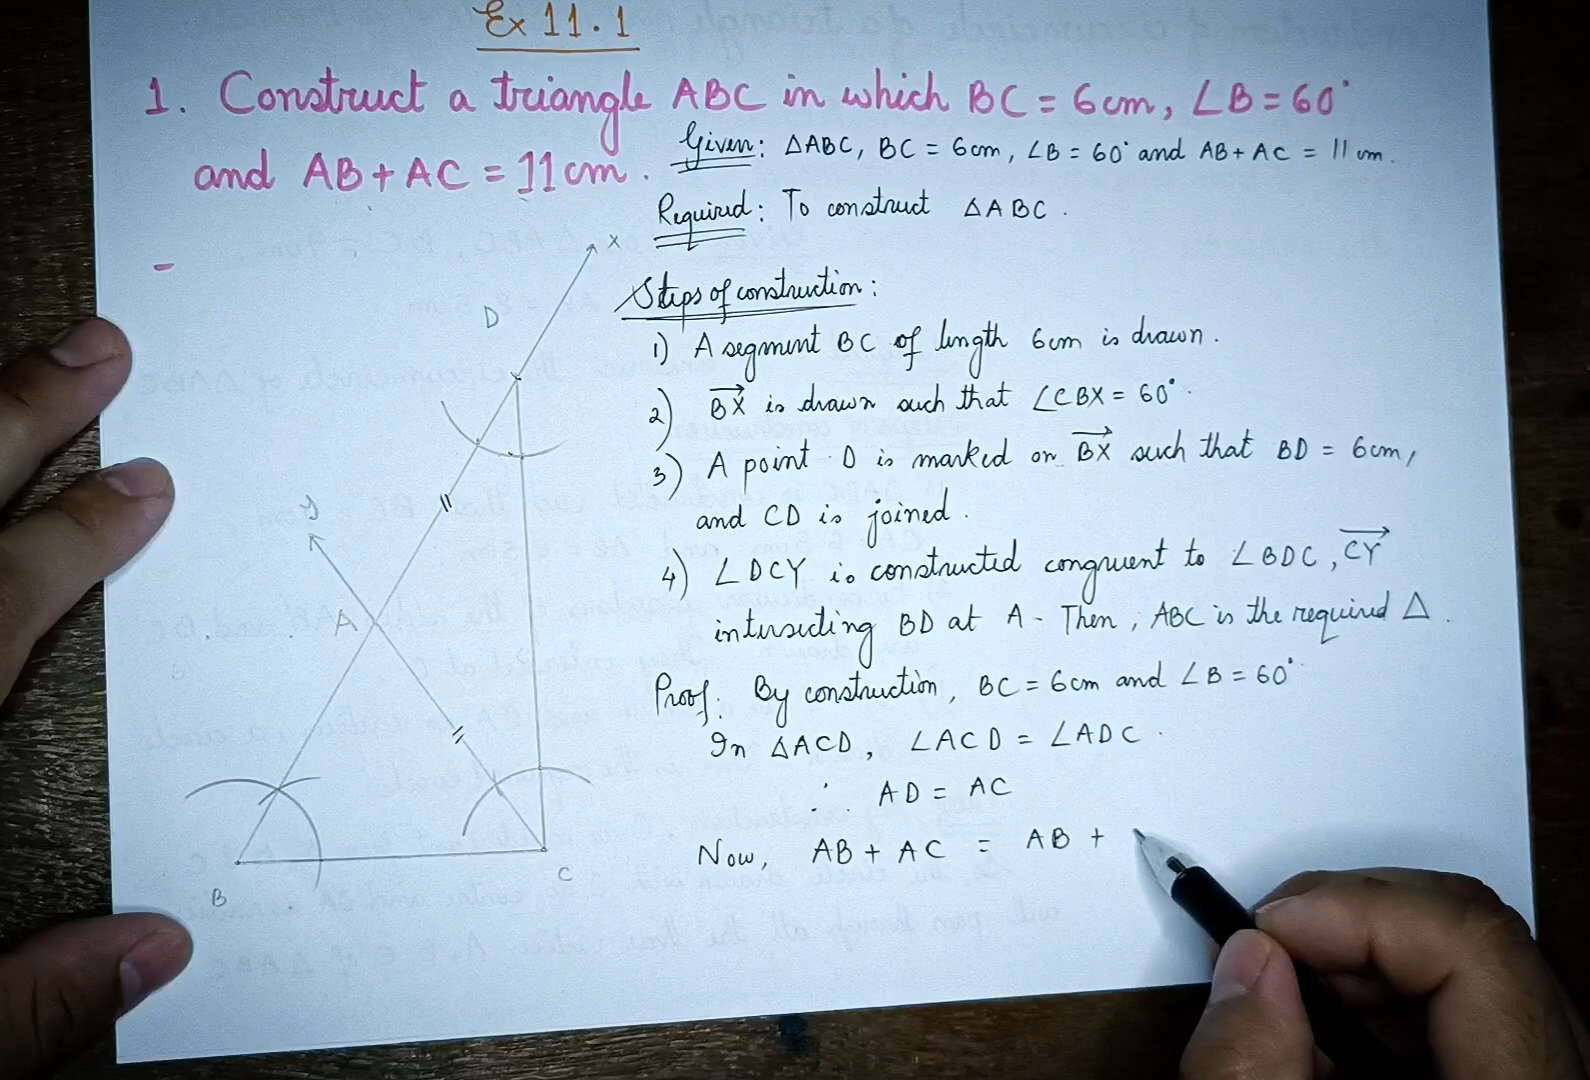 Ex 11.1
1. Construct a triangle ABC in which BC = 6cm, ∠B = 60°
and AB + AC = 11cm.
Given: ΔABC, BC = 6cm, ∠B = 60° and AB + AC = 11 cm.
Required: To construct ΔABC.
Steps of construction:
1) A segment BC of length 6cm is drawn.
2) BX→ is drawn such that ∠CBX = 60°.
3) A point D is marked on BX→ such that BD = 6cm,
and CD is joined.
4) ∠DCY is constructed congruent to ∠BDC, CY→
intersecting BD at A. Then, ABC is the required Δ.
Proof. By construction, BC = 6cm and ∠B = 60°
In ΔACD, ∠ACD = ∠ADC.
∴ AD = AC
Now, AB + AC = AB +
X
D
Y
A
B
C